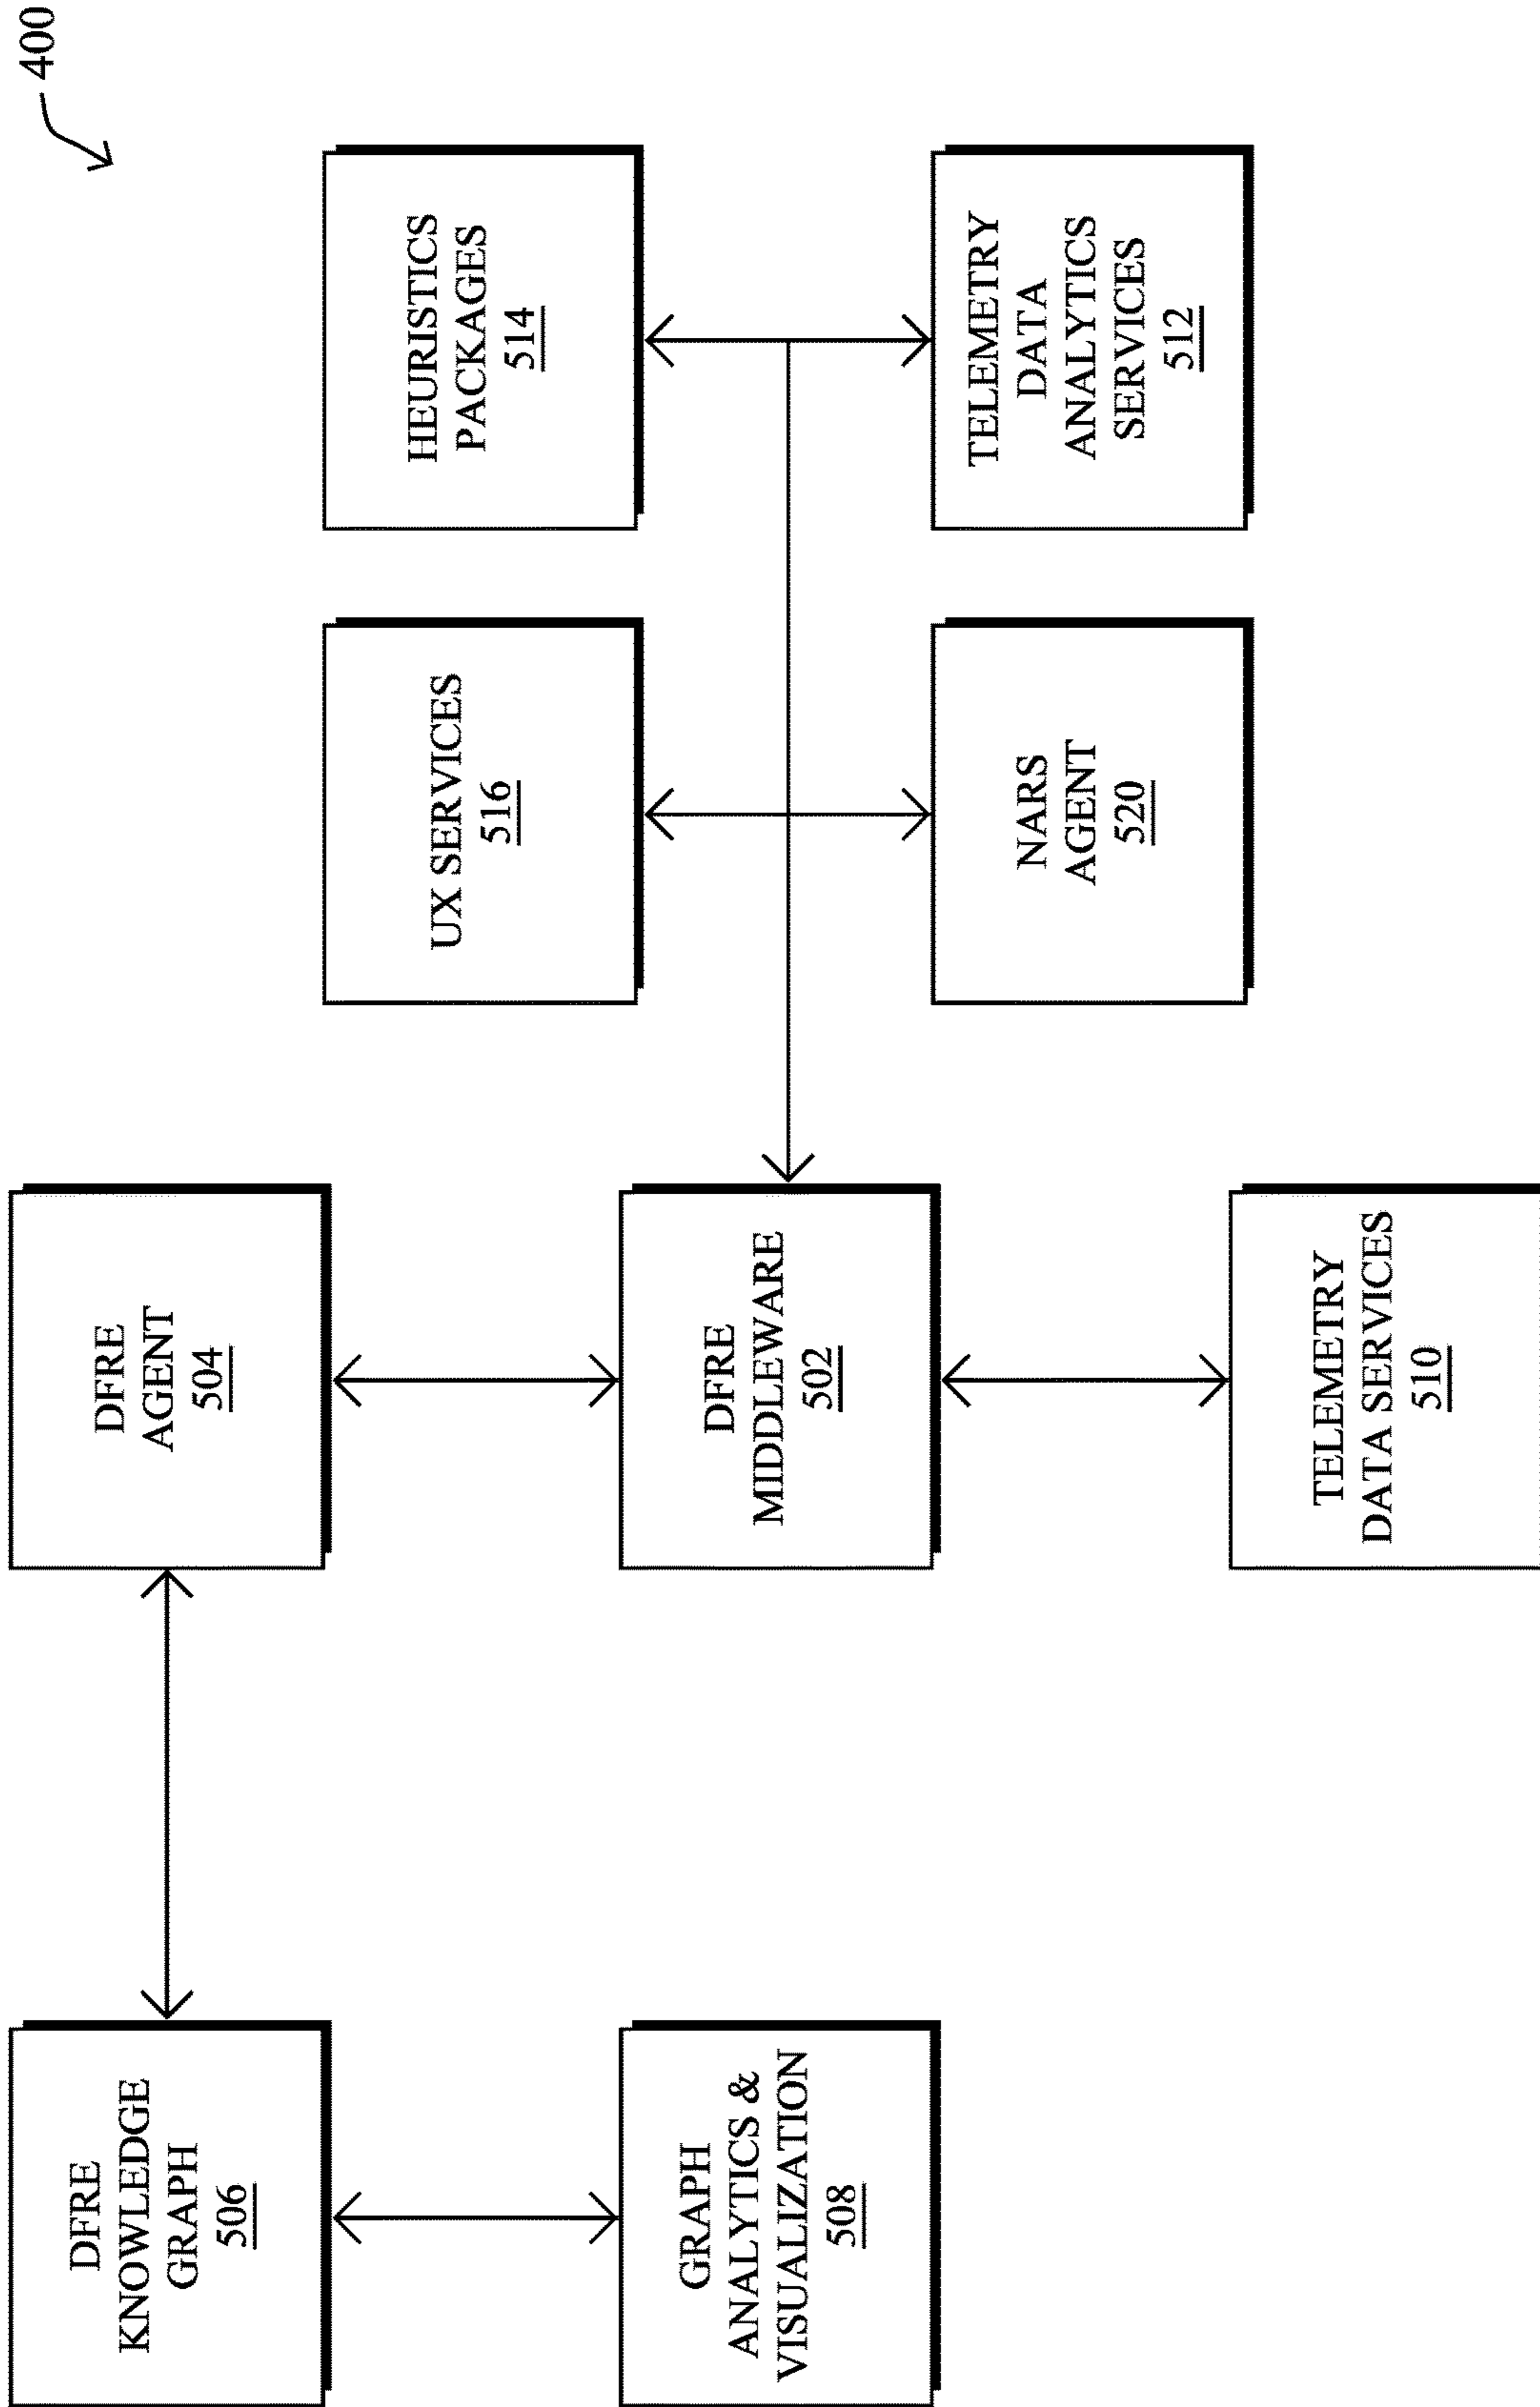 400
DFRE
KNOWLEDGE
GRAPH
506
DFRE
AGENT
504
UX SERVICES
516
HEURISTICS
PACKAGES
514
GRAPH
ANALYTICS &
VISUALIZATION
508
DFRE
MIDDLEWARE
502
NARS
AGENT
520
TELEMETRY
DATA
ANALYTICS
SERVICES
512
TELEMETRY
DATA SERVICES
510